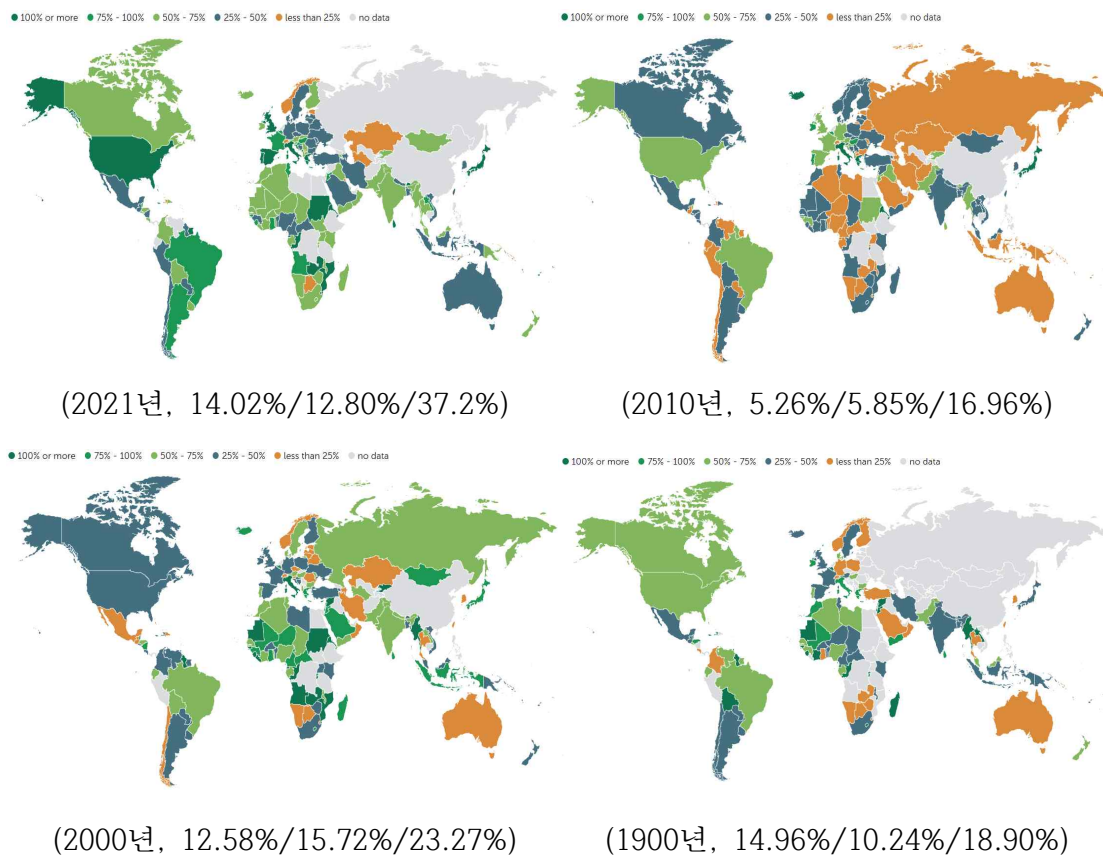 100% or more 75% - 100% 50% - 75% 25% - 50% less than 25% no data
100% or more 75% - 100% 50% - 75% 25% - 50% less than 25% no data
(2021년, 14.02%/12.80%/37.2%)
(2010년, 5.26%/5.85%/16.96%)
100% or more 75% - 100% 50% - 75% 25% - 50% less than 25% no data
100% or more 75% - 100% 50% - 75% 25% - 50% less than 25% no data
(2000년, 12.58%/15.72%/23.27%)
(1900년, 14.96%/10.24%/18.90%)